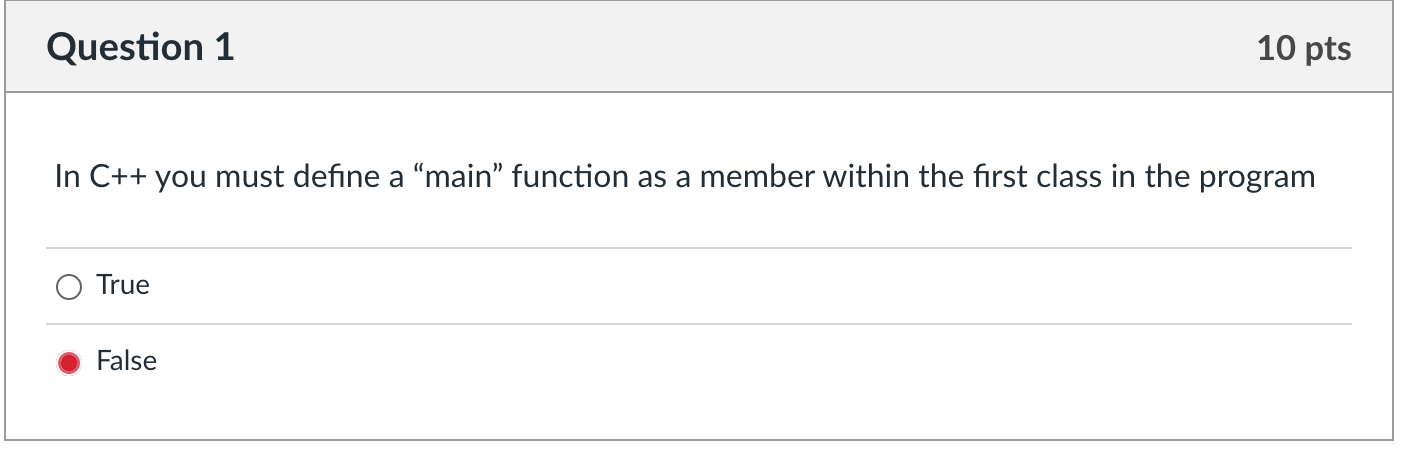 Question 1
10 pts
In C++ you must define a “main” function as a member within the first class in the program
True
False